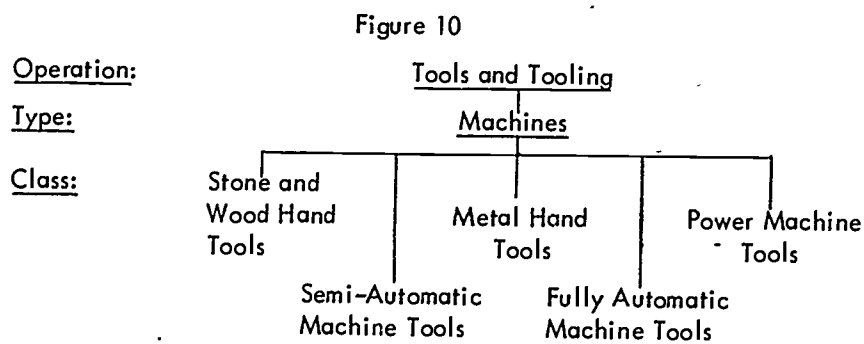 Figure 10
Operation: Tools and Tooling
Type: Machines
Class:
Stone and
Wood Hand
Tools
Metal Hand
Tools
Power Machine
Tools
Semi-Automatic
Machine Tools
Fully Automatic
Machine Tools